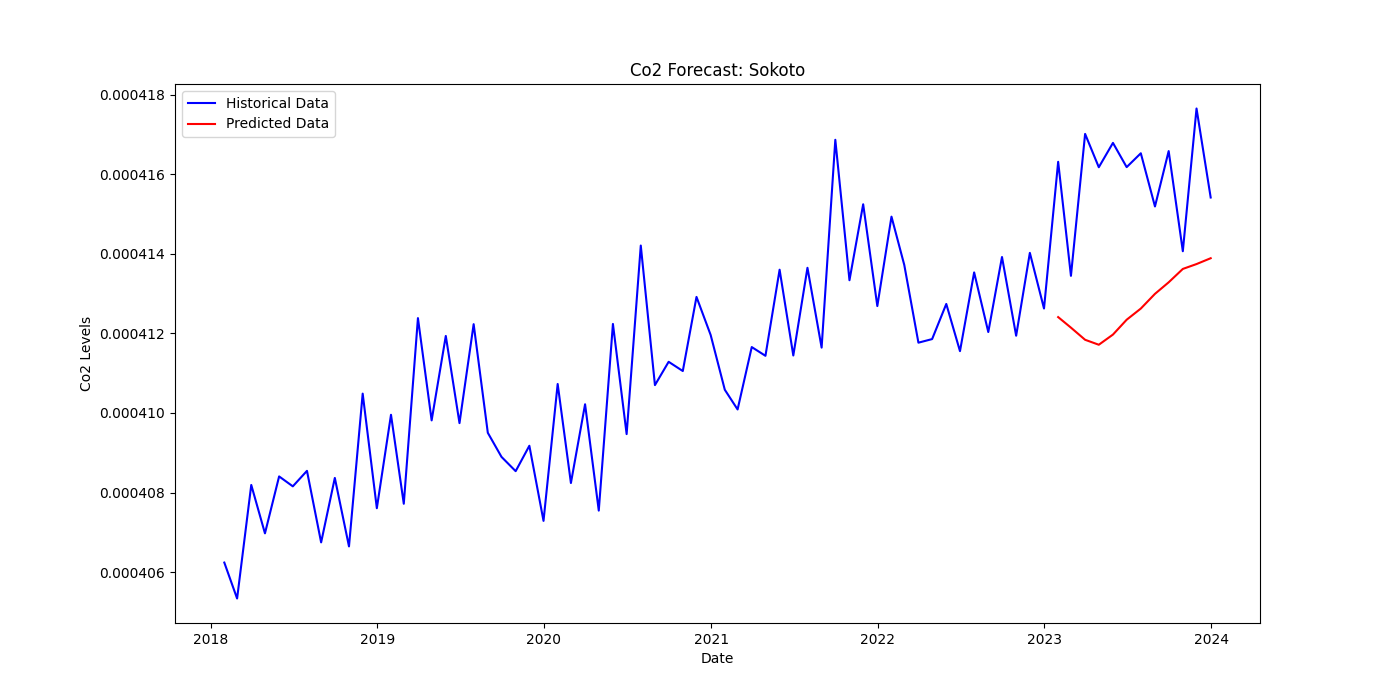 Co2 Forecast: Sokoto
Historical Data
Predicted Data
Co2 Levels
0.000418
0.000416
0.000414
0.000412
0.000410
0.000408
0.000406
2018 2019 2020 2021 2022 2023 2024
Date